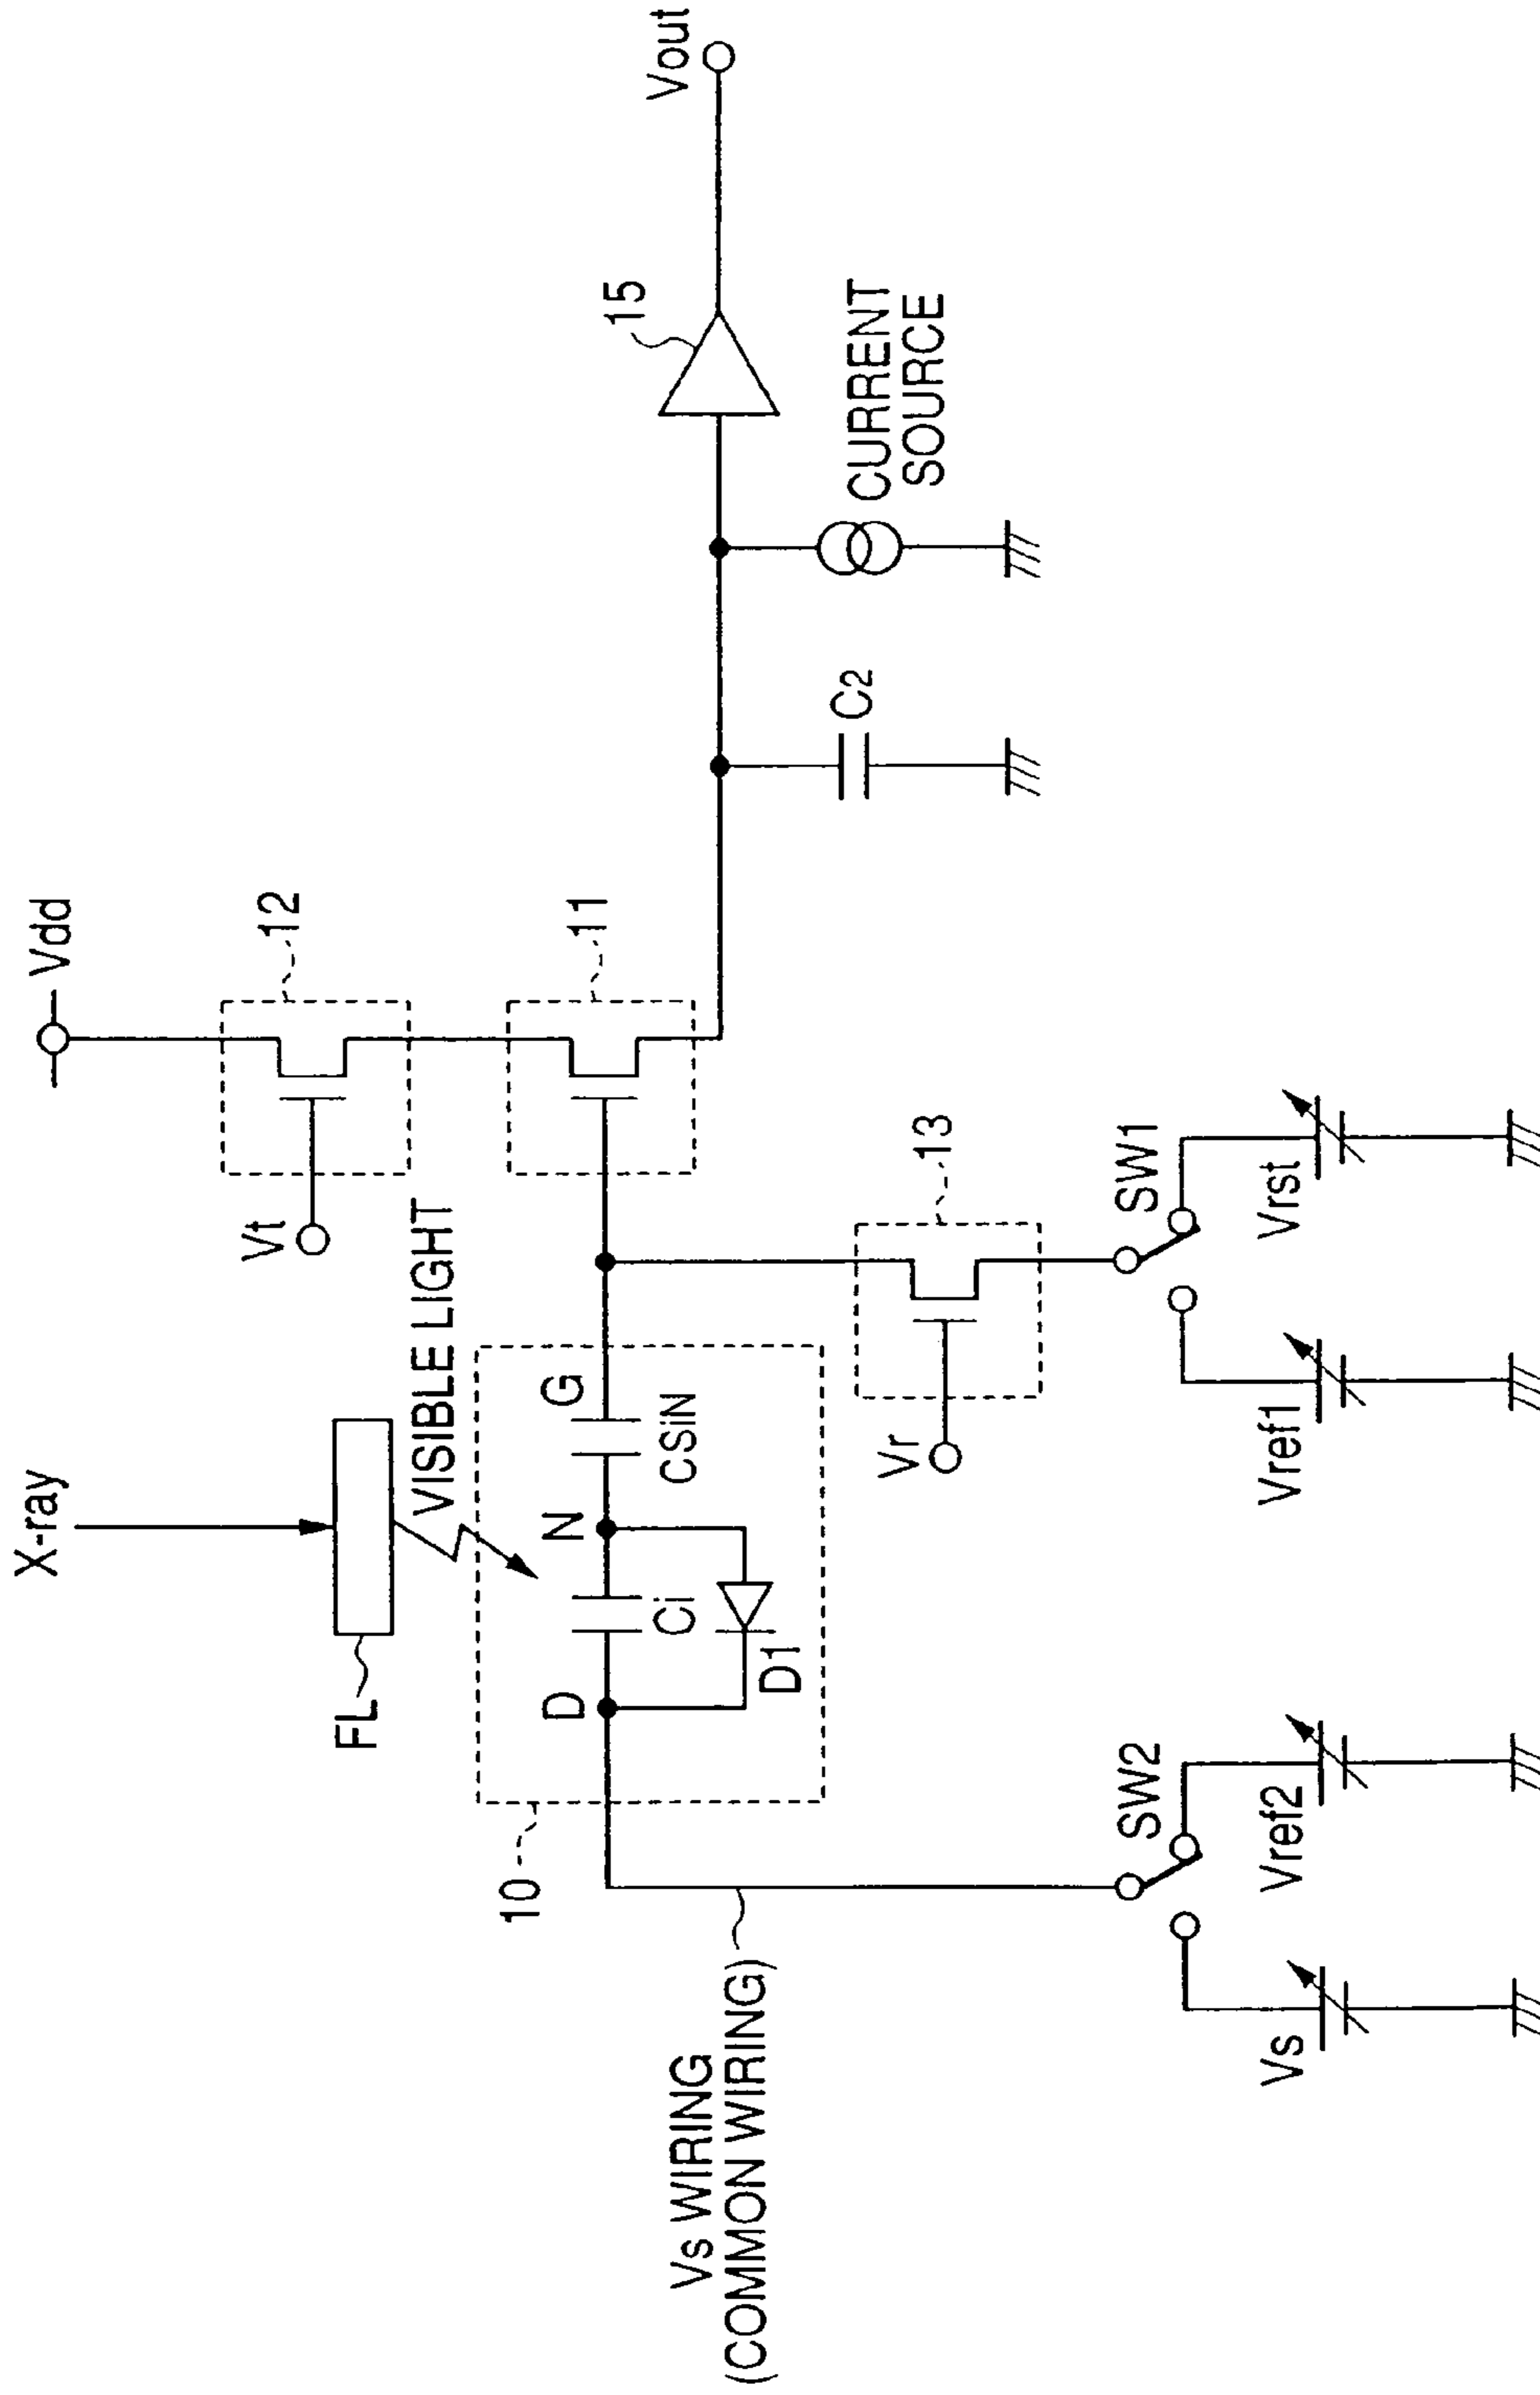 X-ray
Vdd
FL
VISIBLE LIGHT
Vt
12
11
10
D
N
G
Ci
CSiN
D1
15
Vout
Vs WIRING
(COMMON WIRING)
Vr
13
C2
CURRENT
SOURCE
SW2
SW1
Vs
Vref2
Vref1
Vrst